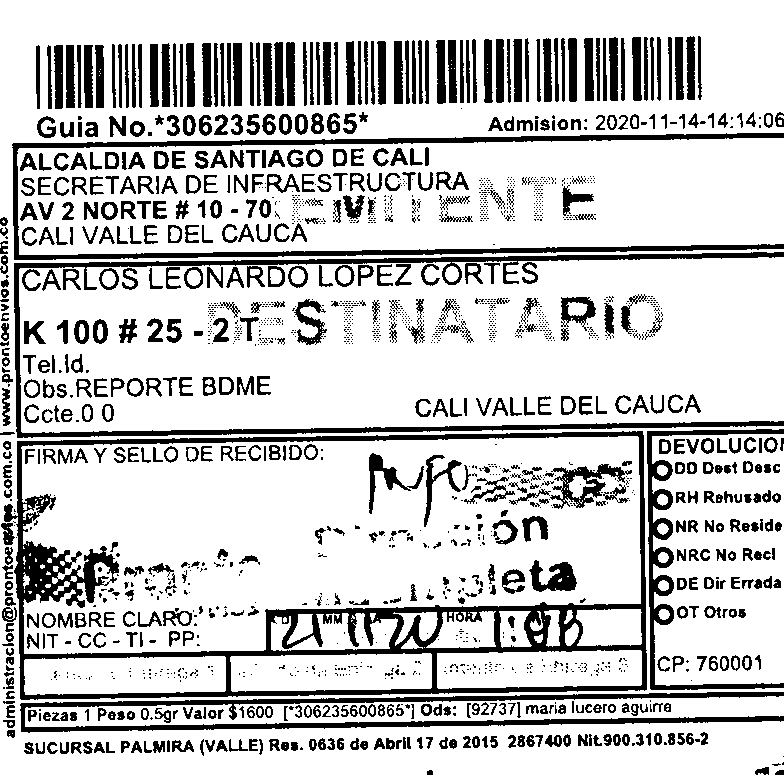 Guia No.*306235600865*
Admision: 2020-11-14-14:14:06
ALCALDIA DE SANTIAGO DE CALI
SECRETARIA DE INFRAESTRUCTURA
AV 2 NORTE # 10 - 70
CALI VALLE DEL CAUCA
REMITENTE
CARLOS LEONARDO LOPEZ CORTES
DESTINATARIO
K 100 # 25 - 2 T
Tel.Id.
Obs.REPORTE BDME
Ccte.0 0
CALI VALLE DEL CAUCA
FIRMA Y SELLO DE RECIBIDO:
Dirección
NOMBRE CLARO:
NIT - CC - TI - PP:
MM
HORA
21 11 20
DEVOLUCION
DD Dest Desc
RH Rehusado
NR No Reside
NRC No Recl
DE Dir Errada
OT Otros
CP: 760001
Piezas 1 Peso 0.5gr Valor $1600 [*306235600865*] Ods: [92737] maria lucero aguirre
SUCURSAL PALMIRA (VALLE) Res. 0636 de Abril 17 de 2015 2867400 Nit.900.310.856-2
administracion@prontoenvios.com.co | www.prontoenvios.com.co